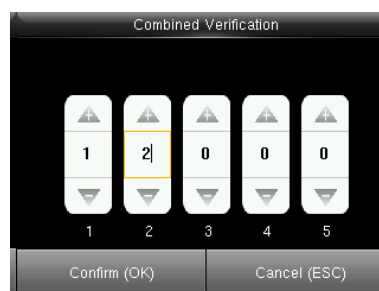 Combined Verification
1 2 0 0 0
1 2 3 4 5
Confirm (OK) Cancel (ESC)